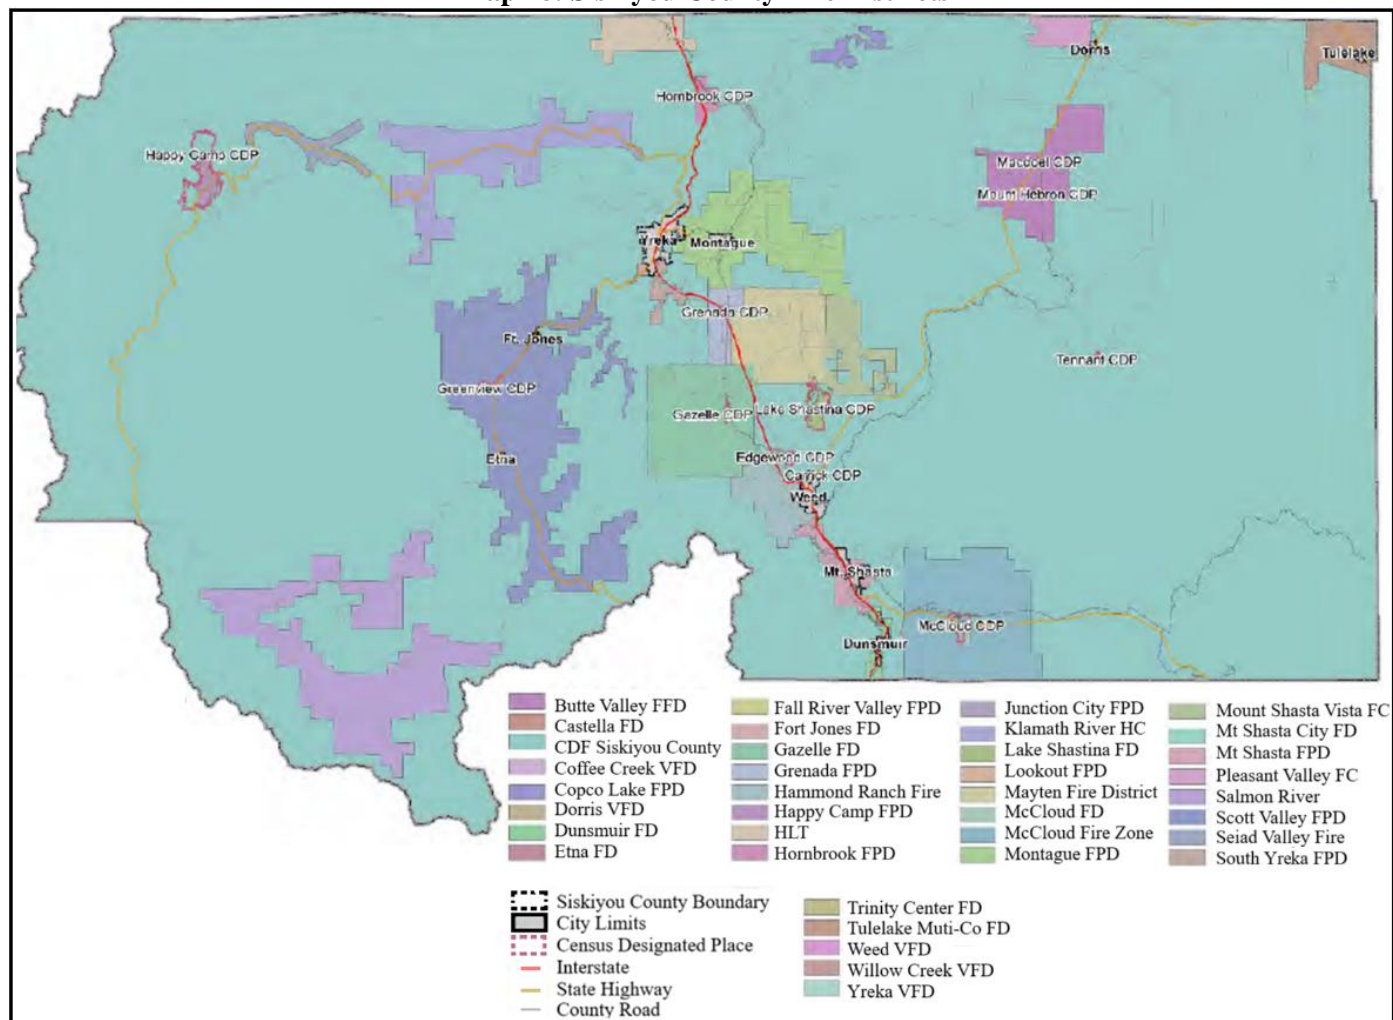 Hornbrook CDP
Dorris
Tulelake
Happy Camp CDP
Macdoel CDP
Mount Hebron CDP
Yreka
Montague
Grenada CDP
Ft. Jones
Tennant CDP
Greenview CDP
Gazelle CDP
Lake Shastina CDP
Etna
Edgewood CDP
Carrick CDP
Weed
Mt. Shasta
McCloud CDP
Dunsmuir
Butte Valley FFD
Castella FD
CDF Siskiyou County
Coffee Creek VFD
Copco Lake FPD
Dorris VFD
Dunsmuir FD
Etna FD
Fall River Valley FPD
Fort Jones FD
Gazelle FD
Grenada FPD
Hammond Ranch Fire
Happy Camp FPD
HLT
Hornbrook FPD
Junction City FPD
Klamath River HC
Lake Shastina FD
Lookout FPD
Mayten Fire District
McCloud FD
McCloud Fire Zone
Montague FPD
Mount Shasta Vista FC
Mt Shasta City FD
Mt Shasta FPD
Pleasant Valley FC
Salmon River
Scott Valley FPD
Seiad Valley Fire
South Yreka FPD
Siskiyou County Boundary
City Limits
Census Designated Place
Interstate
State Highway
County Road
Trinity Center FD
Tulelake Muti-Co FD
Weed VFD
Willow Creek VFD
Yreka VFD